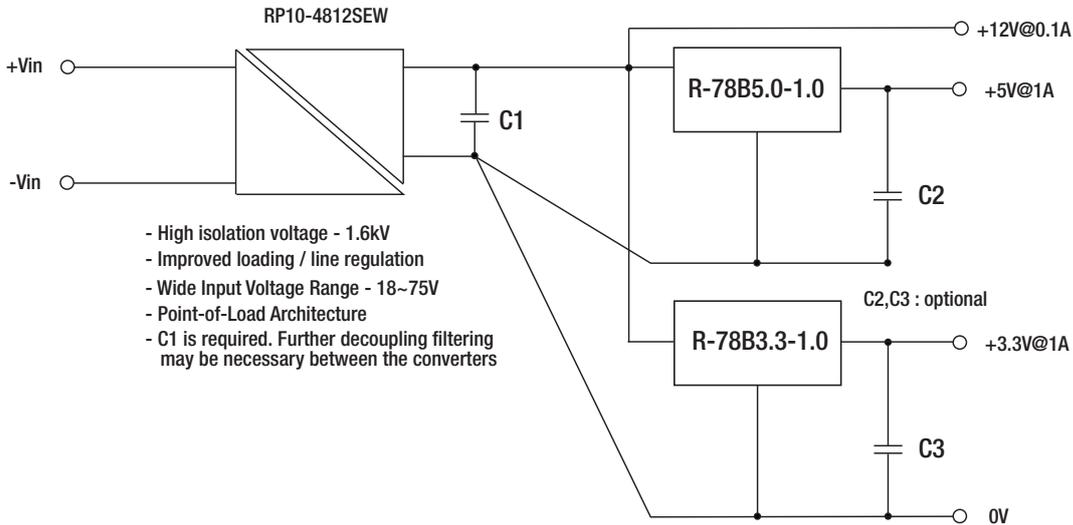 RP10-4812SEW
+12V@0.1A
+Vin
R-78B5.0-1.0
+5V@1A
C1
-Vin
C2
- High isolation voltage - 1.6kV
- Improved loading / line regulation
- Wide Input Voltage Range - 18~75V
- Point-of-Load Architecture
- C1 is required. Further decoupling filtering
may be necessary between the converters
C2,C3 : optional
R-78B3.3-1.0
+3.3V@1A
C3
0V